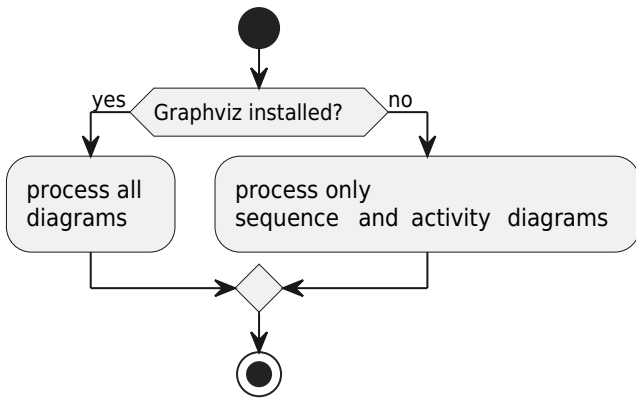 yes
Graphviz installed?
no
process all
diagrams
process only
sequence and activity diagrams